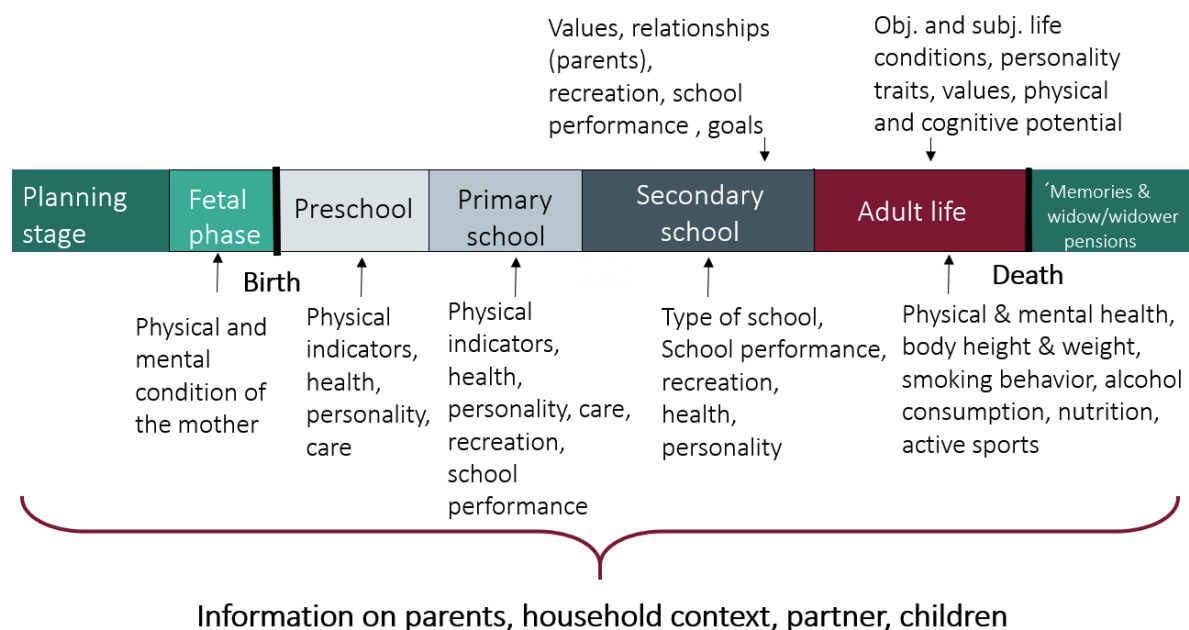 Values, relationships
(parents),
recreation, school
performance , goals
Obj. and subj. life
conditions, personality
traits, values, physical
and cognitive potential
Planning
stage
Fetal
phase
Preschool
Primary
school
Secondary
school
Adult life
´Memories &
widow/widower
pensions
Birth
Death
Physical and
mental
condition of
the mother
Physical
indicators,
health,
personality,
care
Physical
indicators,
health,
personality, care,
recreation,
school
performance
Type of school,
School performance,
recreation,
health,
personality
Physical & mental health,
body height & weight,
smoking behavior, alcohol
consumption, nutrition,
active sports
Information on parents, household context, partner, children